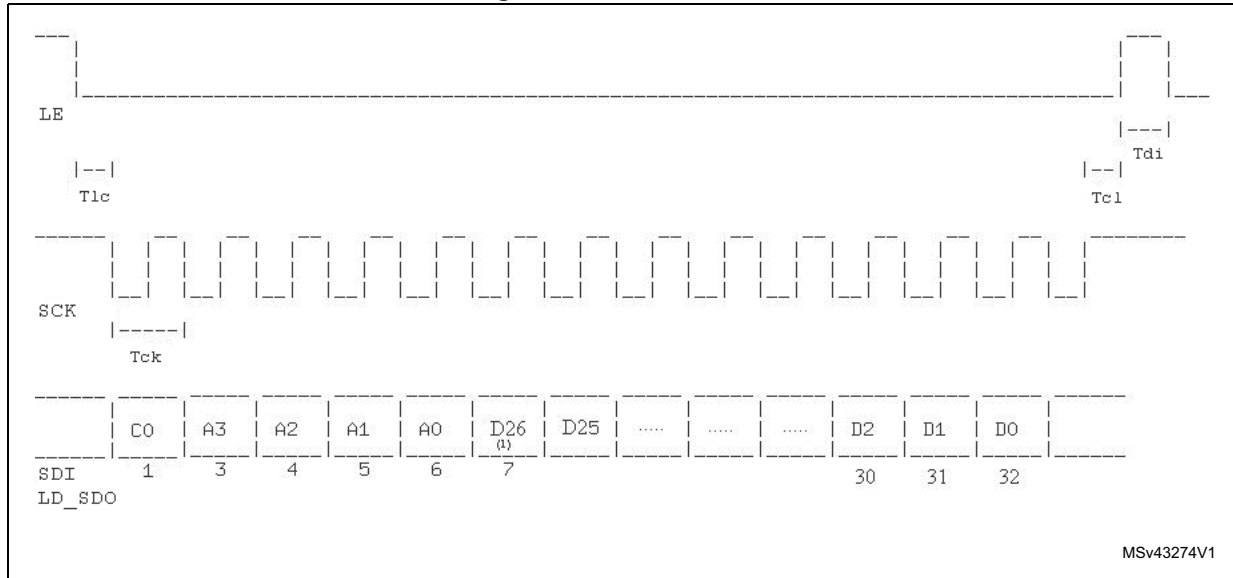 LE
Tdi
Tlc
Tcl
SCK
Tck
C0 A3 A2 A1 A0 D26 D25 ..... ..... ..... D2 D1 D0
(1)
SDI 1 3 4 5 6 7 30 31 32
LD_SDO
MSv43274V1